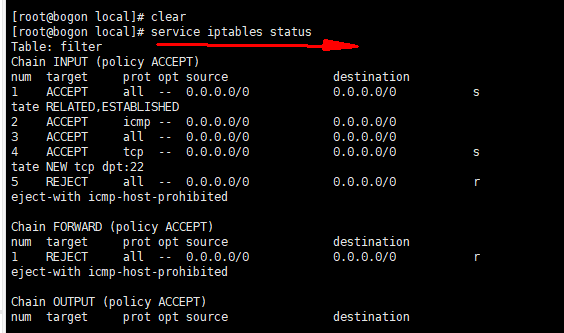 [root@bogon local]# clear
[root@bogon local]# service iptables status
Table: filter
Chain INPUT (policy ACCEPT)
num  target     prot opt source               destination
1    ACCEPT     all  --  0.0.0.0/0            0.0.0.0/0           s
tate RELATED,ESTABLISHED
2    ACCEPT     icmp --  0.0.0.0/0            0.0.0.0/0
3    ACCEPT     all  --  0.0.0.0/0            0.0.0.0/0
4    ACCEPT     tcp  --  0.0.0.0/0            0.0.0.0/0           s
tate NEW tcp dpt:22
5    REJECT     all  --  0.0.0.0/0            0.0.0.0/0           r
eject-with icmp-host-prohibited

Chain FORWARD (policy ACCEPT)
num  target     prot opt source               destination
1    REJECT     all  --  0.0.0.0/0            0.0.0.0/0           r
eject-with icmp-host-prohibited

Chain OUTPUT (policy ACCEPT)
num  target     prot opt source               destination